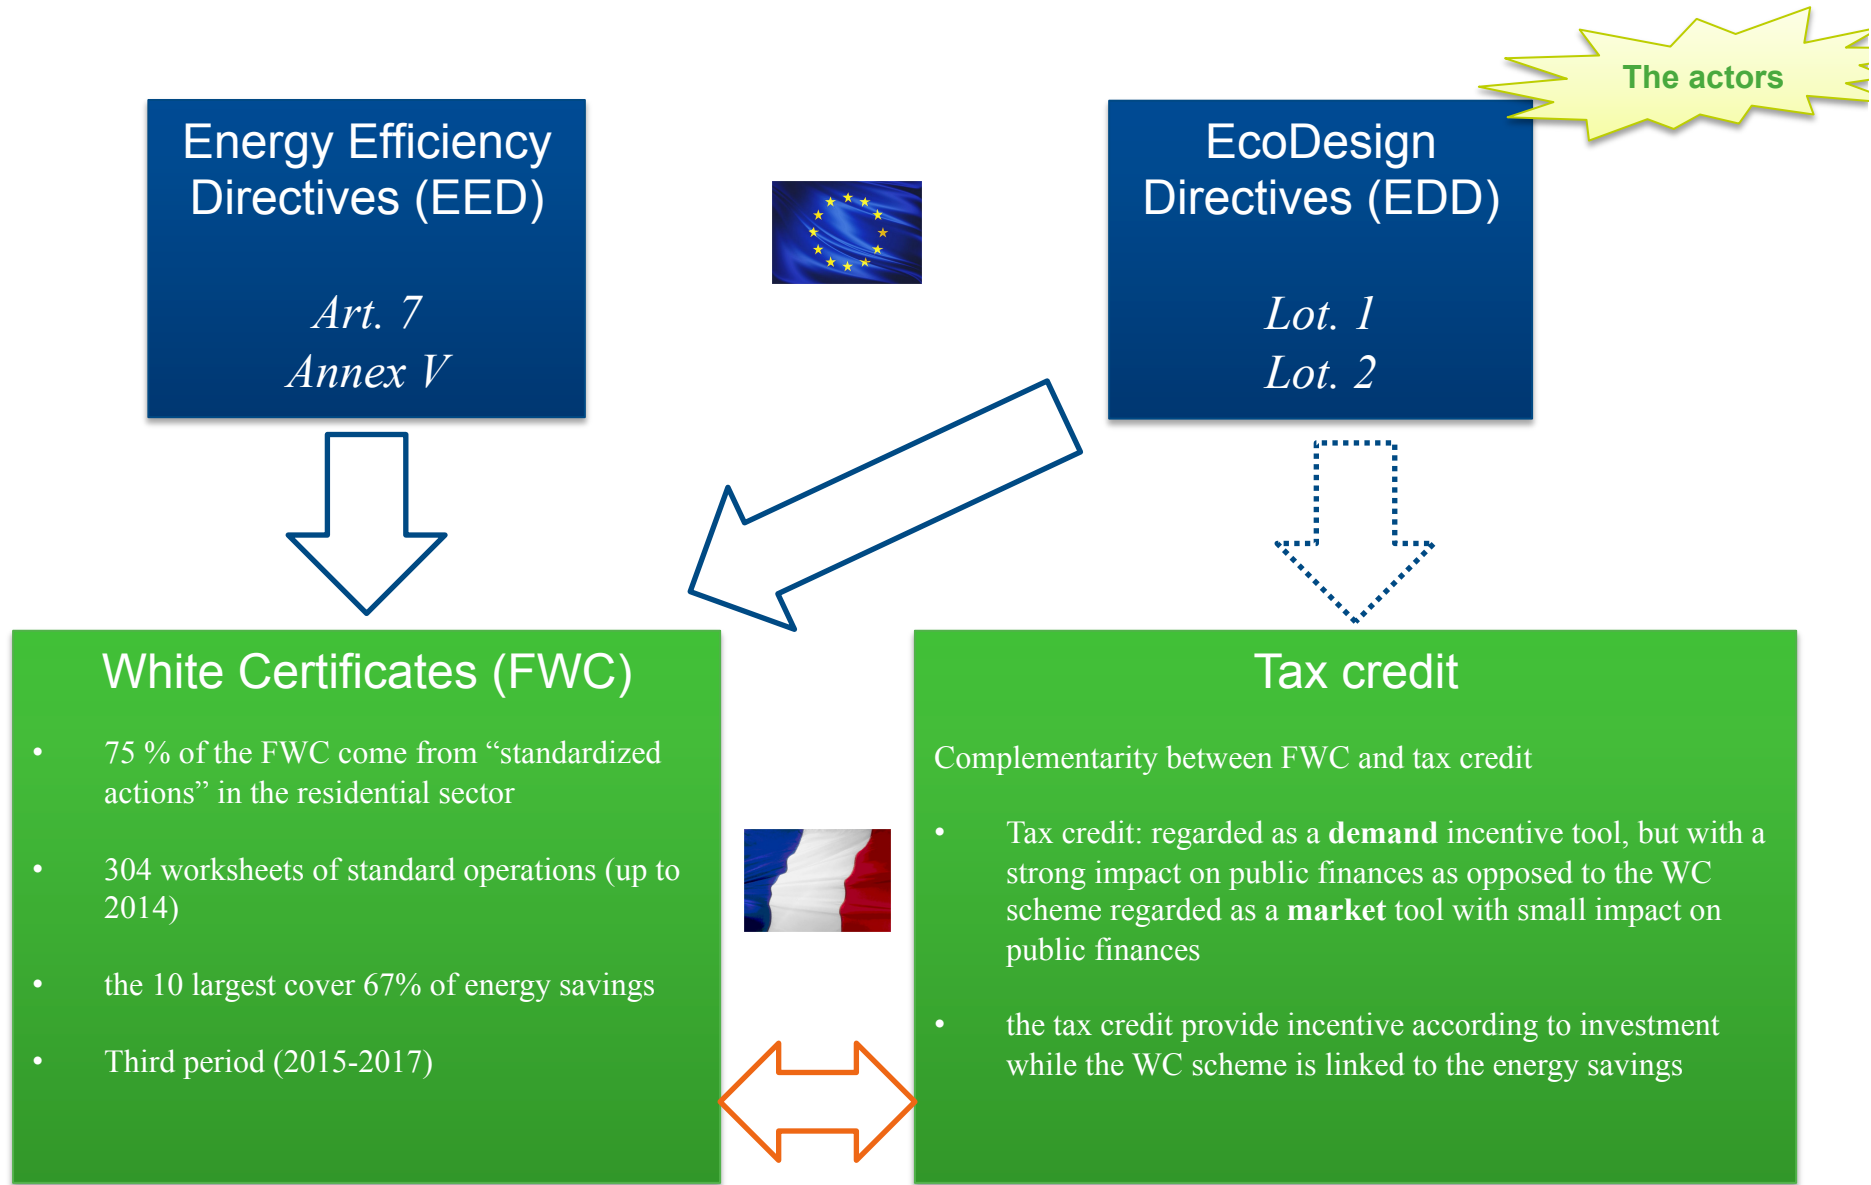 The actors
Energy Efficiency
Directives (EED)
Art. 7
Annex V
EcoDesign
Directives (EDD)
Lot. 1
Lot. 2
White Certificates (FWC)
• 75 % of the FWC come from “standardized
actions” in the residential sector
• 304 worksheets of standard operations (up to
2014)
• the 10 largest cover 67% of energy savings
• Third period (2015-2017)
Tax credit
Complementarity between FWC and tax credit
• Tax credit: regarded as a demand incentive tool, but with a
strong impact on public finances as opposed to the WC
scheme regarded as a market tool with small impact on
public finances
• the tax credit provide incentive according to investment
while the WC scheme is linked to the energy savings